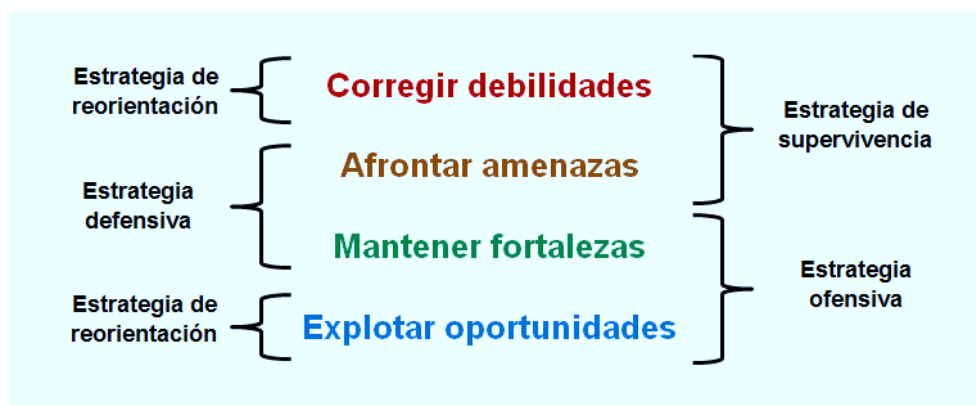 Estrategia de
reorientación
Corregir debilidades
Estrategia de
supervivencia
Afrontar amenazas
Estrategia
defensiva
Mantener fortalezas
Estrategia
ofensiva
Estrategia de
reorientación
Explotar oportunidades